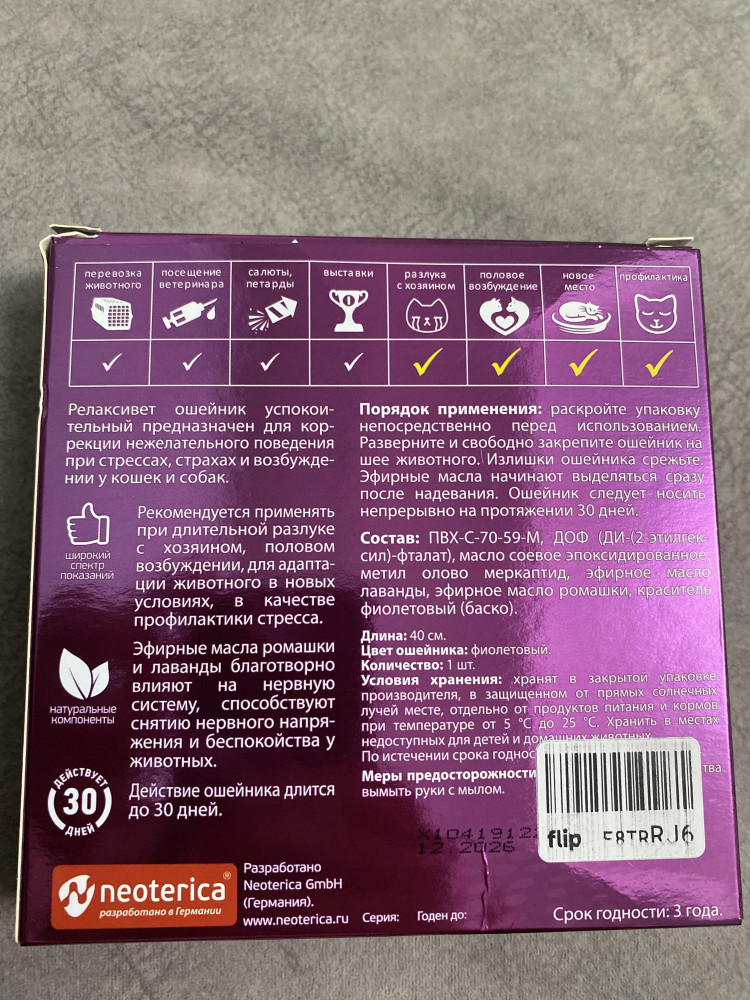 перевозка животного
посещение ветеринара
салюты, петарды
выставки
разлука с хозяином
половое возбуждение
новое место
профилактика
Релаксивет ошейник успокои-
тельный предназначен для кор-
рекции нежелательного поведения
при стрессах, страхах и возбужде-
нии у кошек и собак.
широкий
спектр
показаний
Рекомендуется применять
при длительной разлуке
с хозяином, половом
возбуждении, для адапта-
ции животного в новых
условиях, в качестве
профилактики стресса.
натуральные
компоненты
Эфирные масла ромашки
и лаванды благотворно
влияют на нервную
систему, способствуют
снятию нервного напря-
жения и беспокойства у
животных.
ДЕЙСТВУЕТ
30
ДНЕЙ
Действие ошейника длится
до 30 дней.
Порядок применения: раскройте упаковку
непосредственно перед использованием.
Разверните и свободно закрепите ошейник на
шее животного. Излишки ошейника срежьте.
Эфирные масла начинают выделяться сразу
после надевания. Ошейник следует носить
непрерывно на протяжении 30 дней.
Состав: ПВХ-С-70-59-М, ДОФ (ДИ-(2-этилгек-
сил)-фталат), масло соевое эпоксидированное,
метил олово меркаптид, эфирное масло
лаванды, эфирное масло ромашки, краситель
фиолетовый (баско).
Длина: 40 см.
Цвет ошейника: фиолетовый.
Количество: 1 шт.
Условия хранения: хранят в закрытой упаковке
производителя, в защищенном от прямых солнечных
лучей месте, отдельно от продуктов питания и кормов
при температуре от 5 °C до 25 °C. Хранить в местах
недоступных для детей и домашних животных.
По истечении срока
Меры предосторожности
вымыть руки с мылом.
flip
12.2026
neoterica®
разработано в Германии
Разработано
Neoterica GmbH
(Германия).
www.neoterica.ru
Серия:
Годен до:
Срок годности: 3 года.